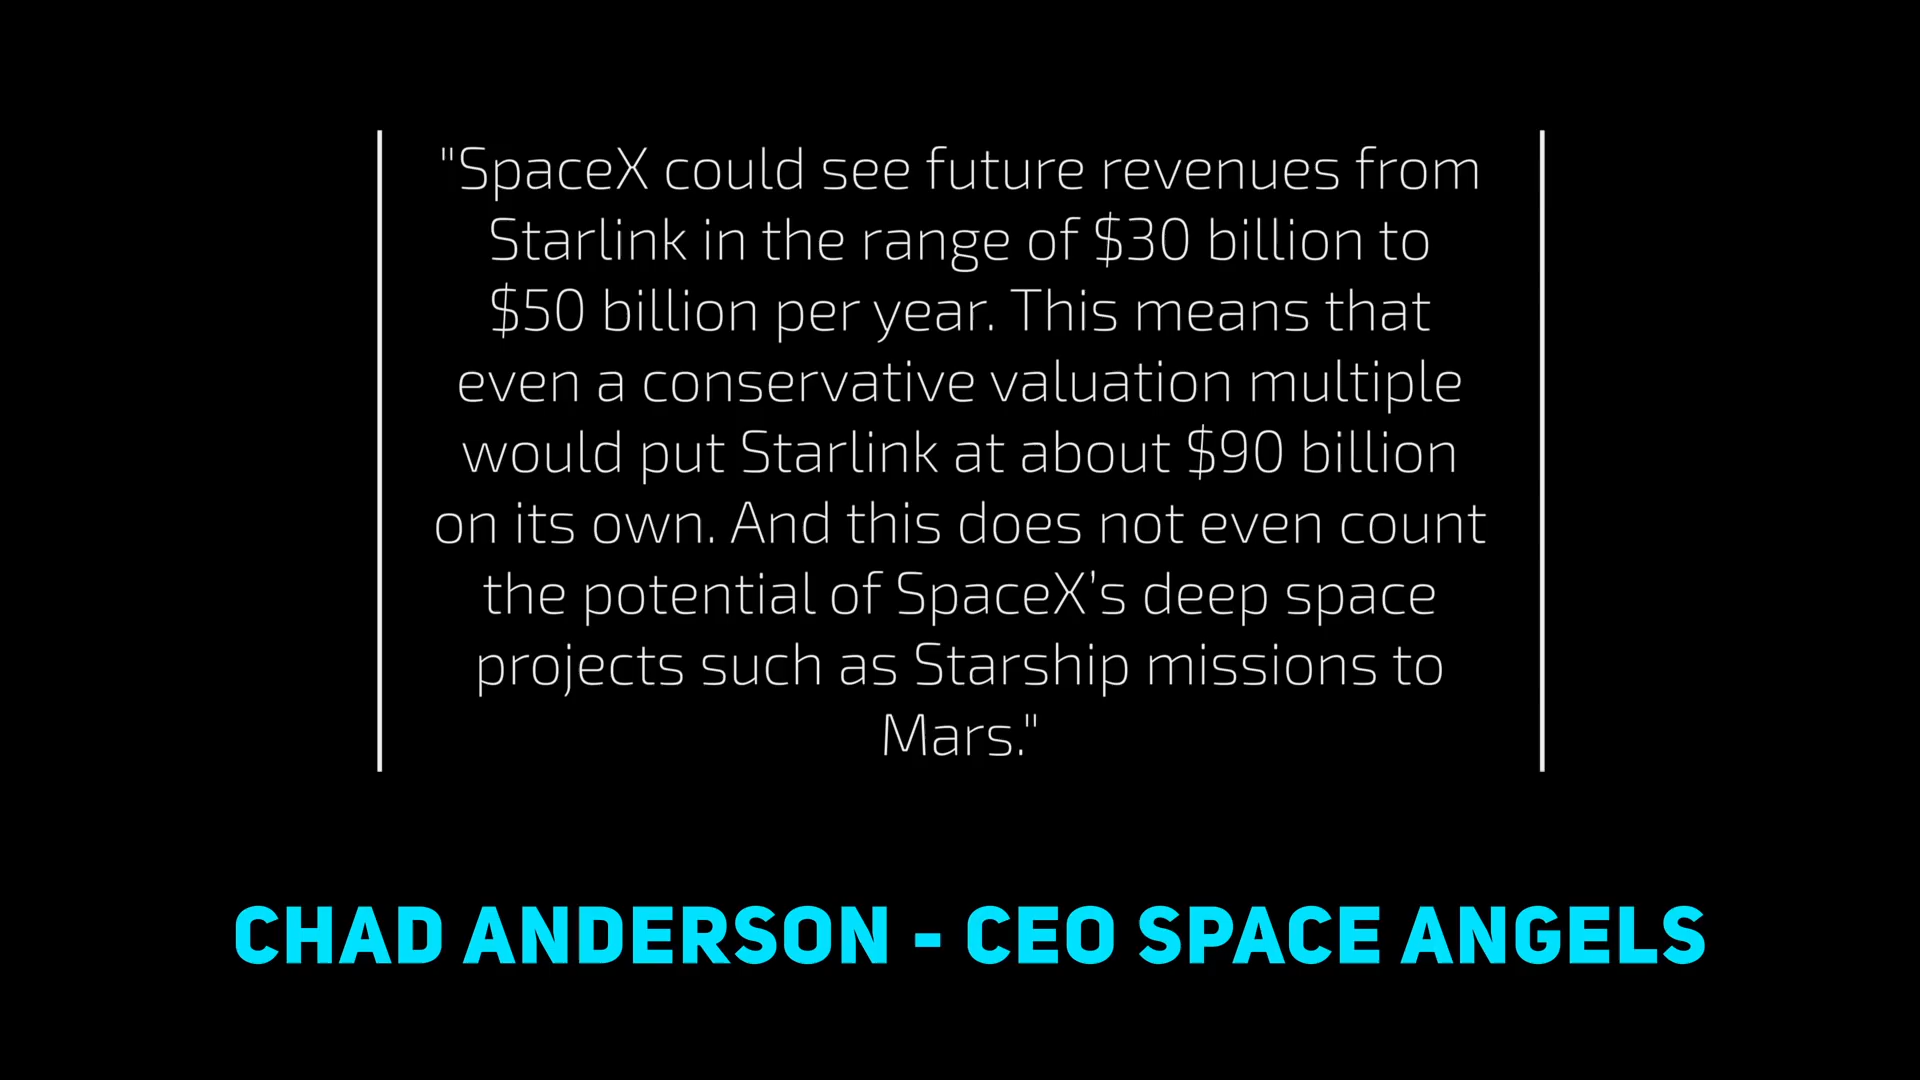 "SpaceX could see future revenues from
Starlink in the range of $30 billion to
$50 billion per year. This means that
even a conservative valuation multiple
would put Starlink at about $90 billion
on its own. And this does not even count
the potential of SpaceX’s deep space
projects such as Starship missions to
Mars."
CHAD ANDERSON - CEO SPACE ANGELS